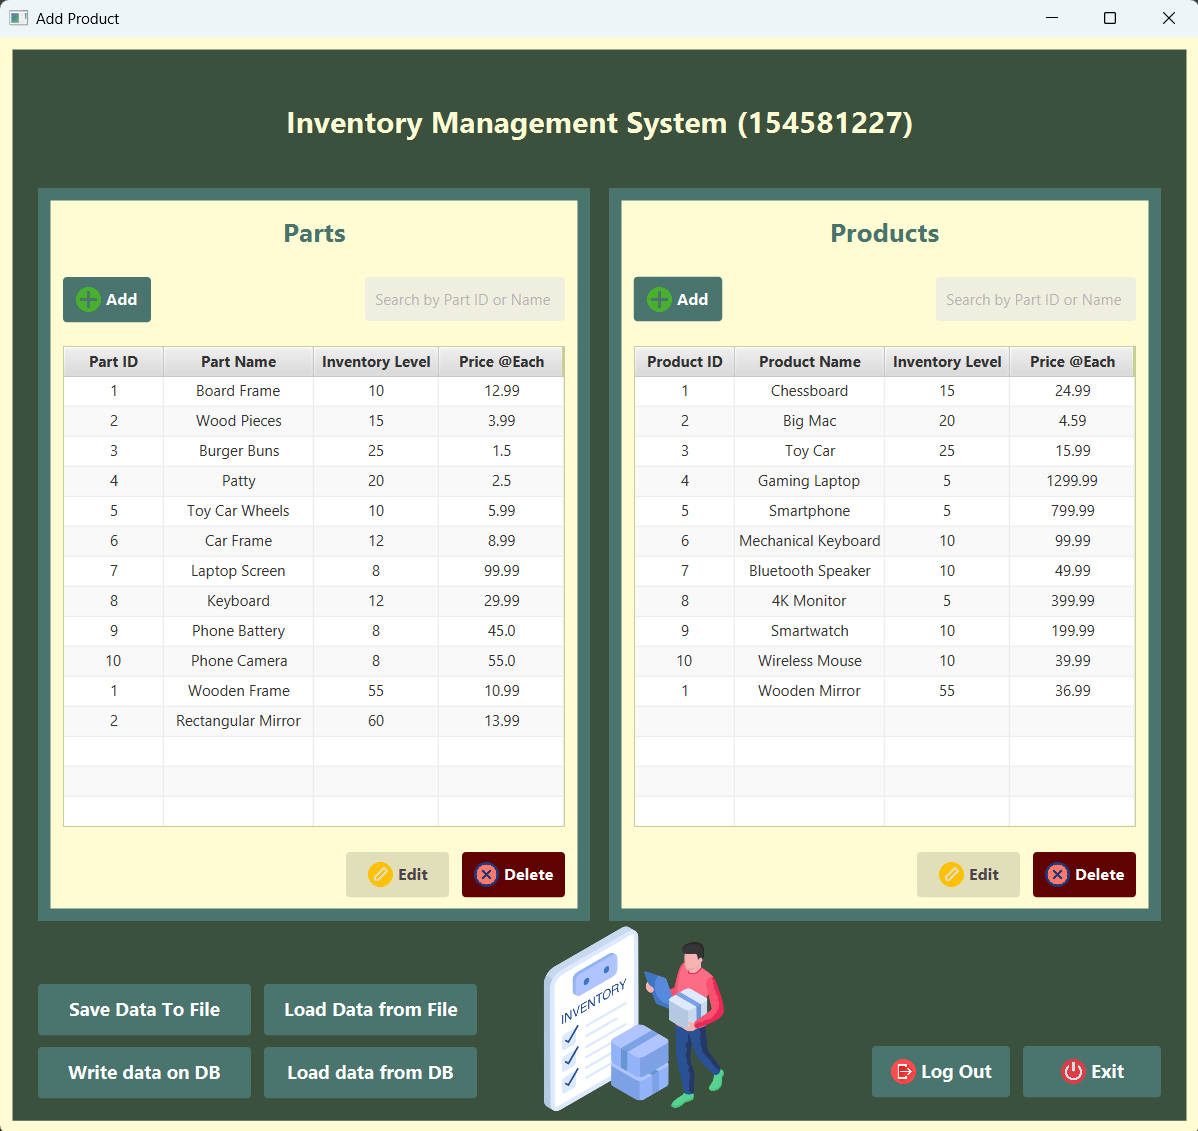 Add Product
Inventory Management System (154581227)
Parts
Add
Search by Part ID or Name
Part ID Part Name Inventory Level Price @Each
1 Board Frame 10 12.99
2 Wood Pieces 15 3.99
3 Burger Buns 25 1.5
4 Patty 20 2.5
5 Toy Car Wheels 10 5.99
6 Car Frame 12 8.99
7 Laptop Screen 8 99.99
8 Keyboard 12 29.99
9 Phone Battery 8 45.0
10 Phone Camera 8 55.0
1 Wooden Frame 55 10.99
2 Rectangular Mirror 60 13.99
Edit
Delete
Products
Add
Search by Part ID or Name
Product ID Product Name Inventory Level Price @Each
1 Chessboard 15 24.99
2 Big Mac 20 4.59
3 Toy Car 25 15.99
4 Gaming Laptop 5 1299.99
5 Smartphone 5 799.99
6 Mechanical Keyboard 10 99.99
7 Bluetooth Speaker 10 49.99
8 4K Monitor 5 399.99
9 Smartwatch 10 199.99
10 Wireless Mouse 10 39.99
1 Wooden Mirror 55 36.99
Edit
Delete
Save Data To File
Load Data from File
Write data on DB
Load data from DB
INVENTORY
Log Out
Exit